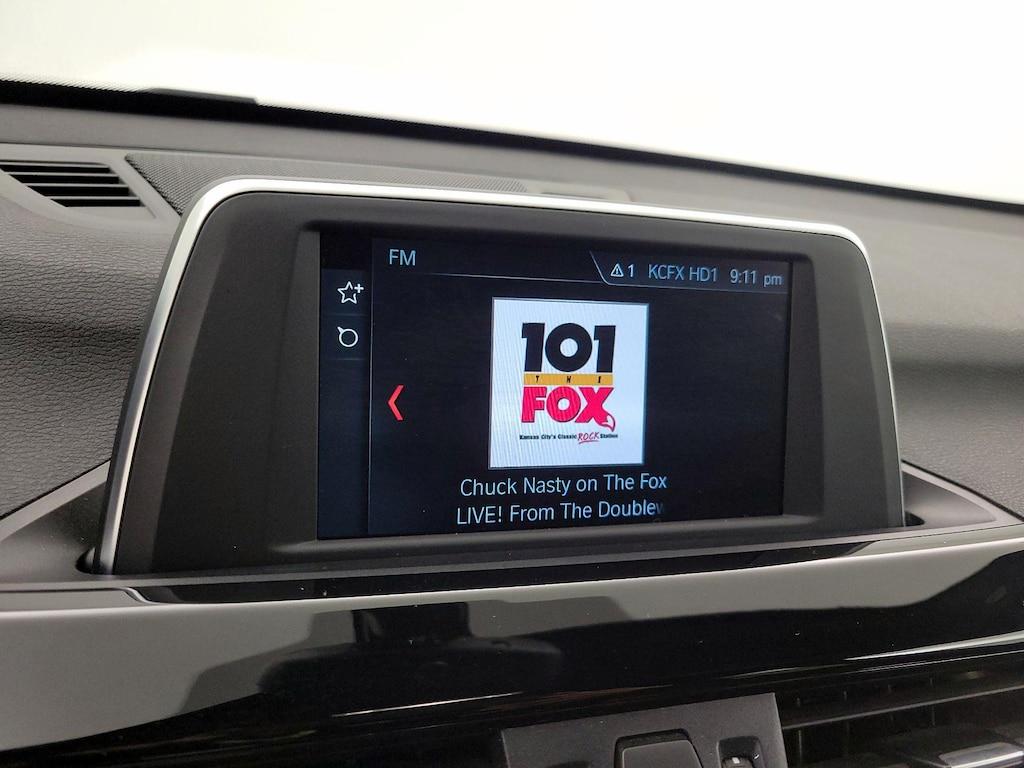 FM
1 KCFX HD1 9:11 pm
101
THE
FOX
Kansas City's Classic ROCK Station
Chuck Nasty on The Fox
LIVE! From The Doublew